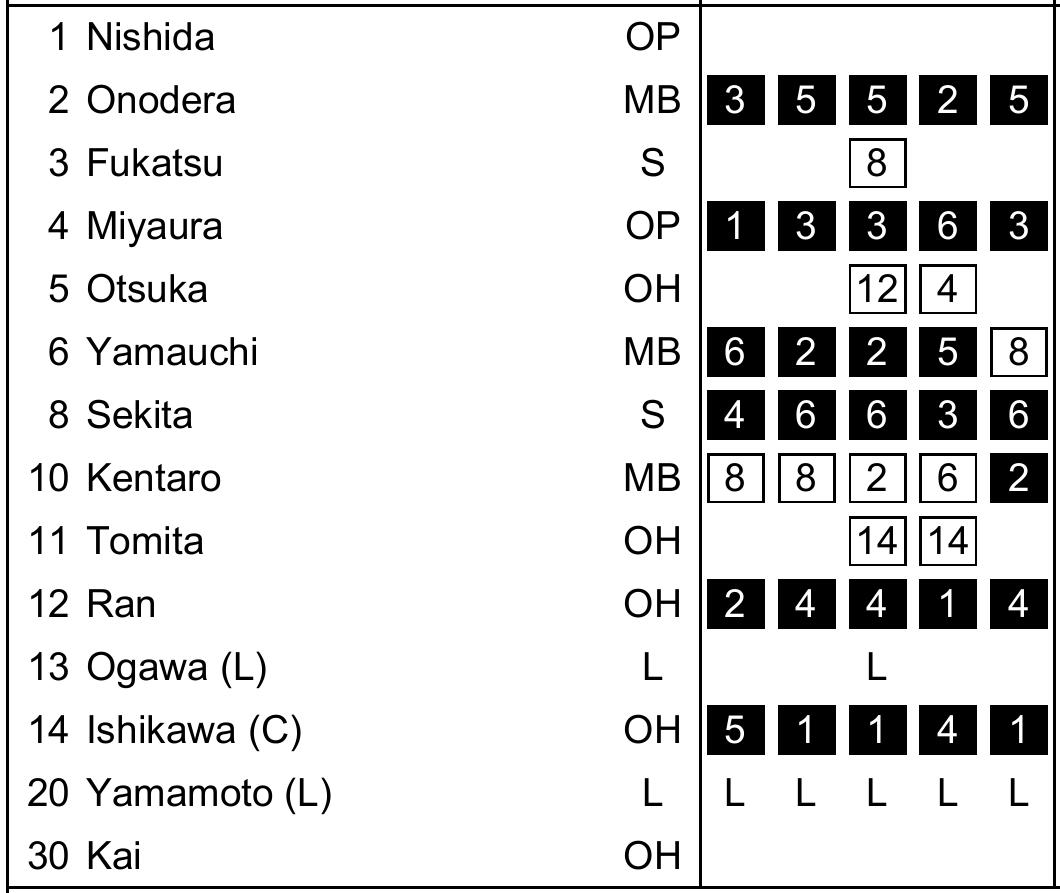 1 Nishida OP
2 Onodera MB 3 5 5 2 5
3 Fukatsu S 8
4 Miyaura OP 1 3 3 6 3
5 Otsuka OH 12 4
6 Yamauchi MB 6 2 2 5 8
8 Sekita S 4 6 6 3 6
10 Kentaro MB 8 8 2 6 2
11 Tomita OH 14 14
12 Ran OH 2 4 4 1 4
13 Ogawa (L) L L
14 Ishikawa (C) OH 5 1 1 4 1
20 Yamamoto (L) L L L L L L
30 Kai OH